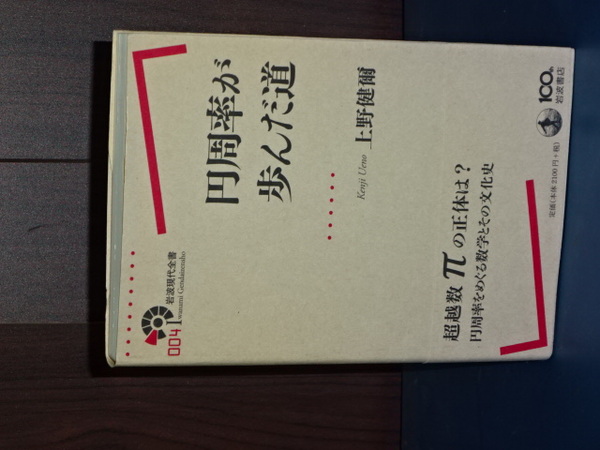 岩波現代全書
Iwanami Gendaizensho
004
円周率が
歩んだ道
Kenji Ueno 上野健爾
超越数 π の正体は?
円周率をめぐる数学とその文化史
定価(本体 2100 円+税)
100年
岩波書店